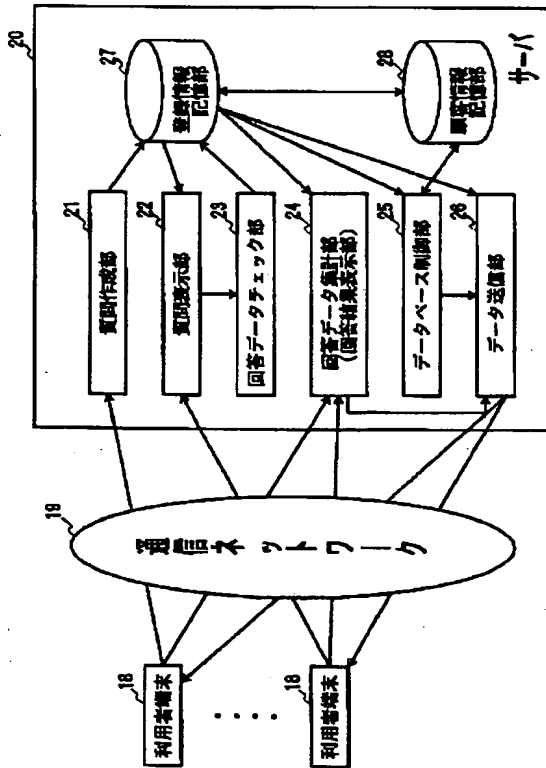 20
サーバ
21
質問作成部
22
質問表示部
23
回答データチェック部
24
回答データ集計部
(回答結果表示部)
25
データベース制御部
26
データ送信部
27
登録情報
記憶部
28
顧客情報
記憶部
19
通信ネットワーク
18
利用者端末
18
利用者端末